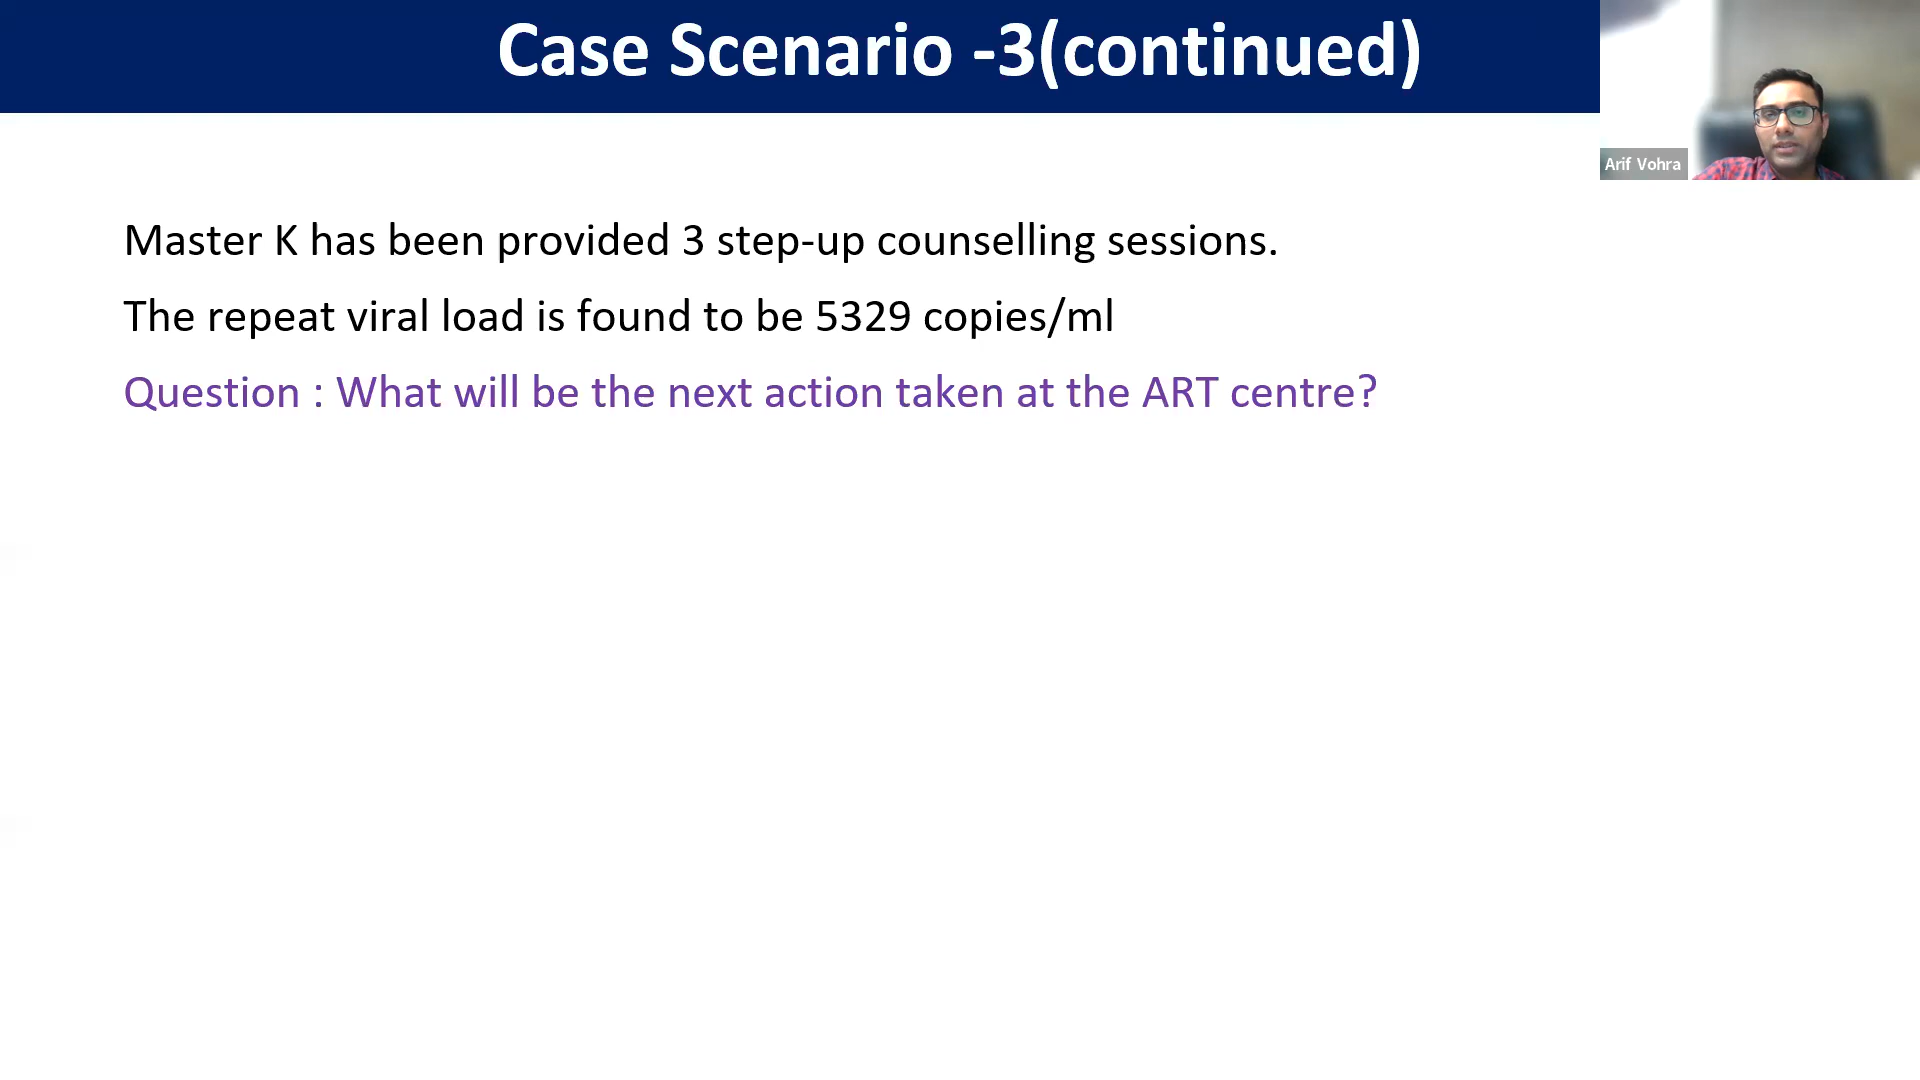 Case Scenario -3(continued)
Arif Vohra
Master K has been provided 3 step-up counselling sessions.
The repeat viral load is found to be 5329 copies/ml
Question : What will be the next action taken at the ART centre?